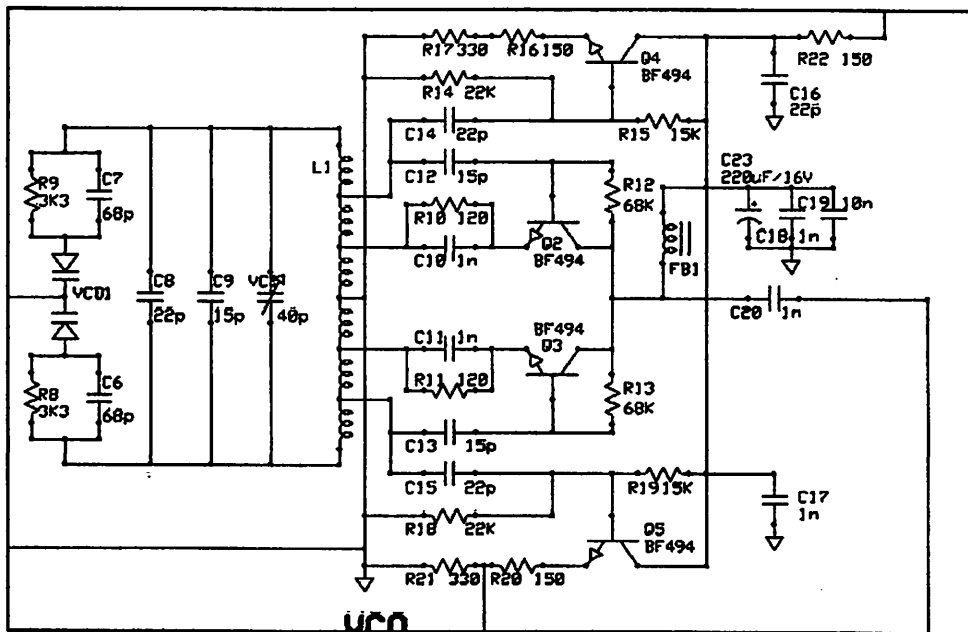 R17 330
R16 150
Q4
BF494
R22 150
R14 22K
C16
22p
C14 22p
R15 15K
L1
C12 15p
C23
220uF/16V
R9
3K3
C7
68p
R10 120
R12
68K
C19
10n
C10 1n
Q2
BF494
C18 1n
FB1
VCD1
C8
22p
C9
15p
40p
C20
1n
C11 1n
BF494
Q3
R11 120
R13
68K
R8
3K3
C6
68p
C13 15p
C15 22p
R19 15K
C17
1n
R18 22K
Q5
BF494
R21 330
R20 150
VCO